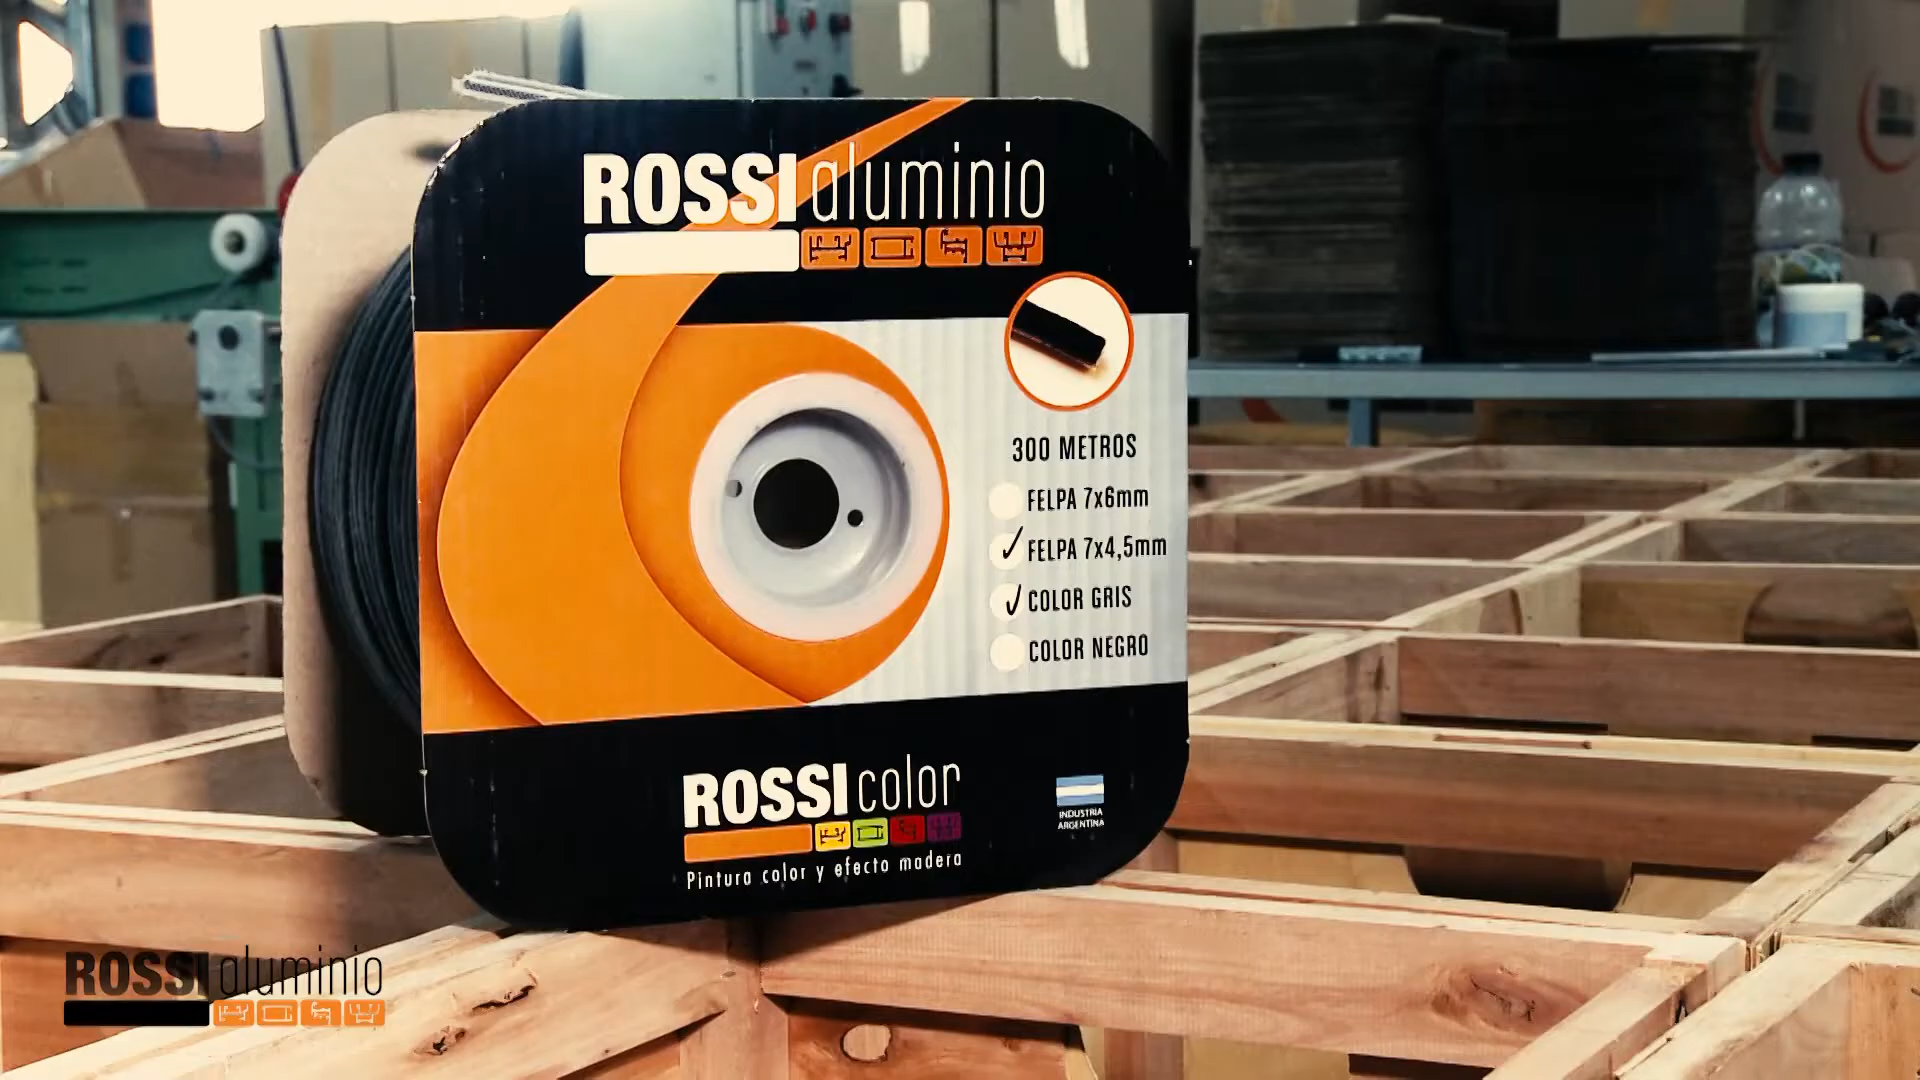 ROSSI aluminio
300 METROS
FELPA 7x6mm
FELPA 7x4,5mm
COLOR GRIS
COLOR NEGRO
ROSSI color
Pintura color y efecto madera
INDUSTRIA
ARGENTINA
ROSSI aluminio